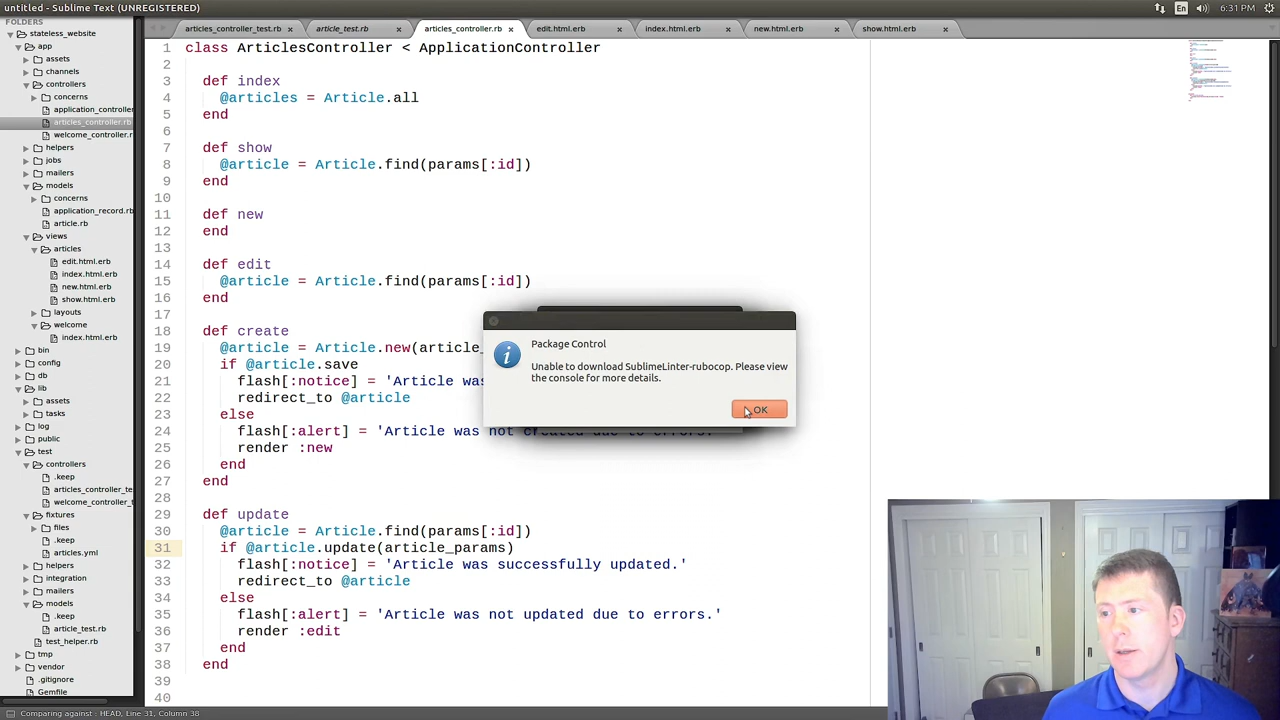 untitled - Sublime Text (UNREGISTERED)
En
6:31 PM
FOLDERS
stateless_website
app
assets
channels
controllers
concerns
application_controller
articles_controller.rb
welcome_controller.r
helpers
jobs
mailers
models
concerns
application_record.rb
article.rb
views
articles
edit.html.erb
index.html.erb
new.html.erb
show.html.erb
layouts
welcome
index.html.erb
bin
config
db
lib
assets
tasks
log
public
test
controllers
.keep
articles_controller_te
welcome_controller_t
fixtures
files
.keep
articles.yml
helpers
integration
mailers
models
.keep
article_test.rb
test_helper.rb
tmp
vendor
.gitignore
Gemfile
articles_controller_test.rb
article_test.rb
articles_controller.rb
edit.html.erb
index.html.erb
new.html.erb
show.html.erb
1 class ArticlesController < ApplicationController
2
3 def index
4 @articles = Article.all
5 end
6
7 def show
8 @article = Article.find(params[:id])
9 end
10
11 def new
12 end
13
14 def edit
15 @article = Article.find(params[:id])
16 end
17
18 def create
19 @article = Article.new(article_
20 if @article.save
21 flash[:notice] = 'Article was
22 redirect_to @article
23 else
24 flash[:alert] = 'Article was not created due to errors.'
25 render :new
26 end
27 end
28
29 def update
30 @article = Article.find(params[:id])
31 if @article.update(article_params)
32 flash[:notice] = 'Article was successfully updated.'
33 redirect_to @article
34 else
35 flash[:alert] = 'Article was not updated due to errors.'
36 render :edit
37 end
38 end
39
40
Package Control
Unable to download SublimeLinter-rubocop. Please view
the console for more details.
OK
Comparing against: HEAD, Line 31, Column 38